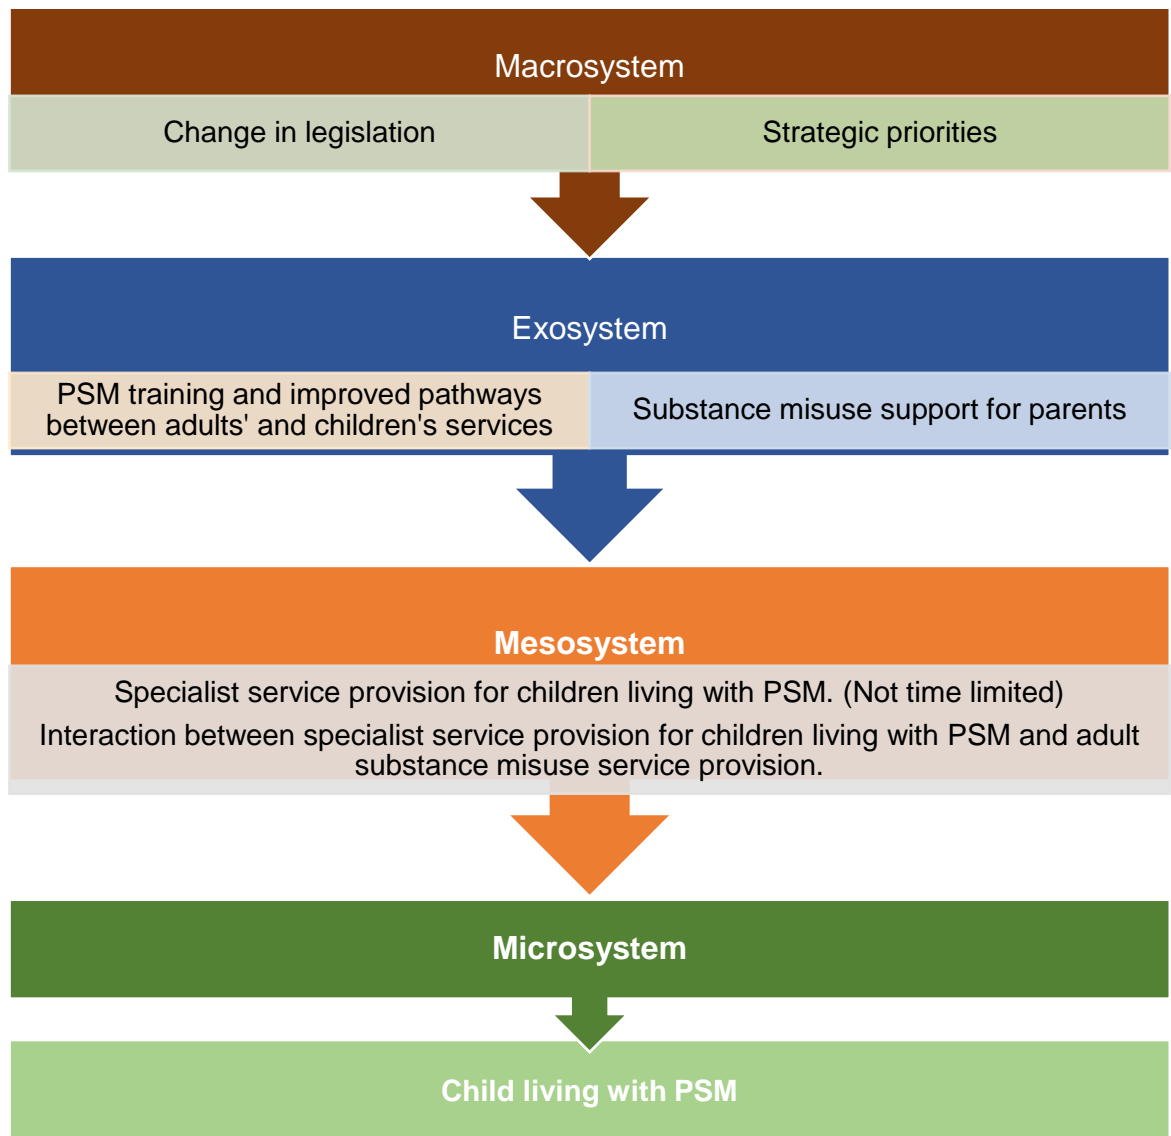 Macrosystem
Change in legislation
Strategic priorities
Exosystem
PSM training and improved pathways
between adults' and children's services
Substance misuse support for parents
Mesosystem
Specialist service provision for children living with PSM. (Not time limited)
Interaction between specialist service provision for children living with PSM and adult
substance misuse service provision.
Microsystem
Child living with PSM